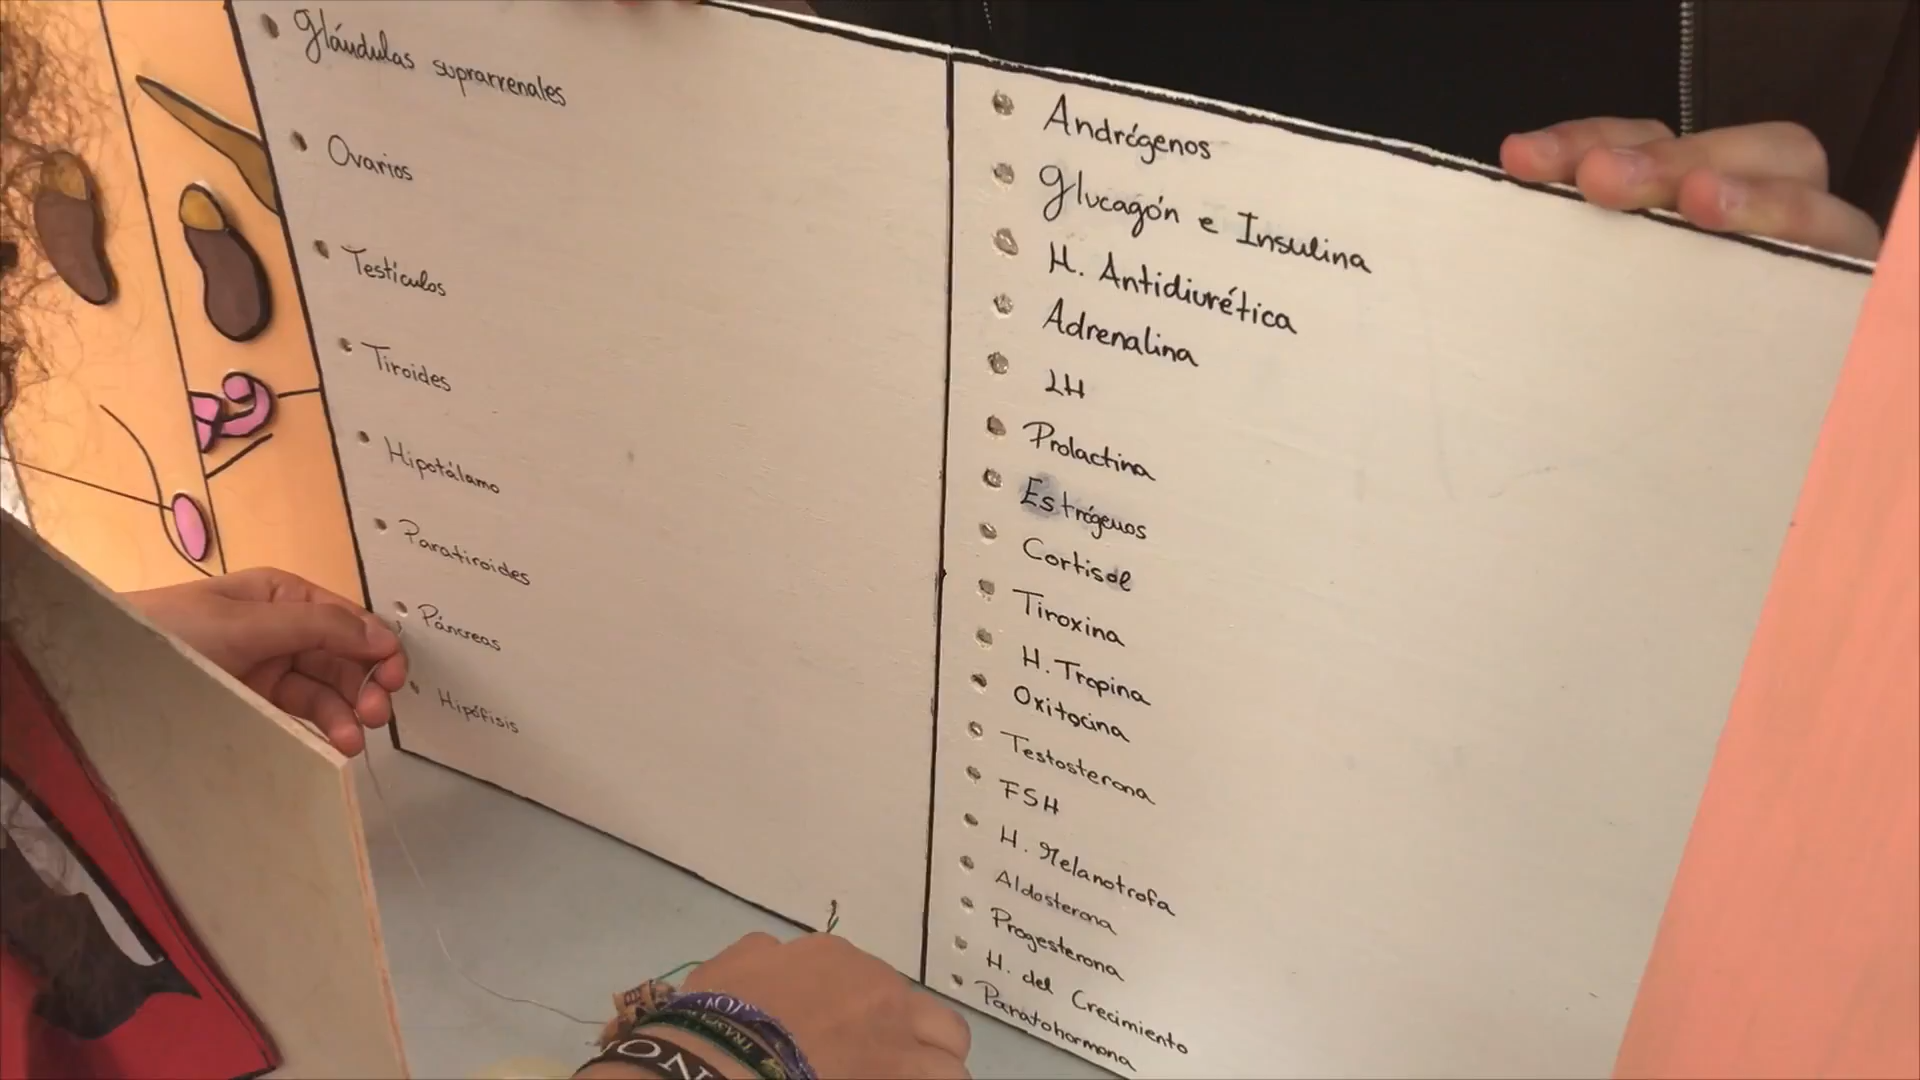 Glándulas suprarrenales
Ovarios
Testículos
Tiroides
Hipotálamo
Paratiroides
Páncreas
Hipófisis
Andrógenos
Glucagón e Insulina
H. Antidiurética
Adrenalina
LH
Prolactina
Estrógenos
Cortisol
Tiroxina
H. Tropina
Oxitocina
Testosterona
FSH
H. Melanotrofa
Aldosterona
Progesterona
H. del Crecimiento
Paratohormona